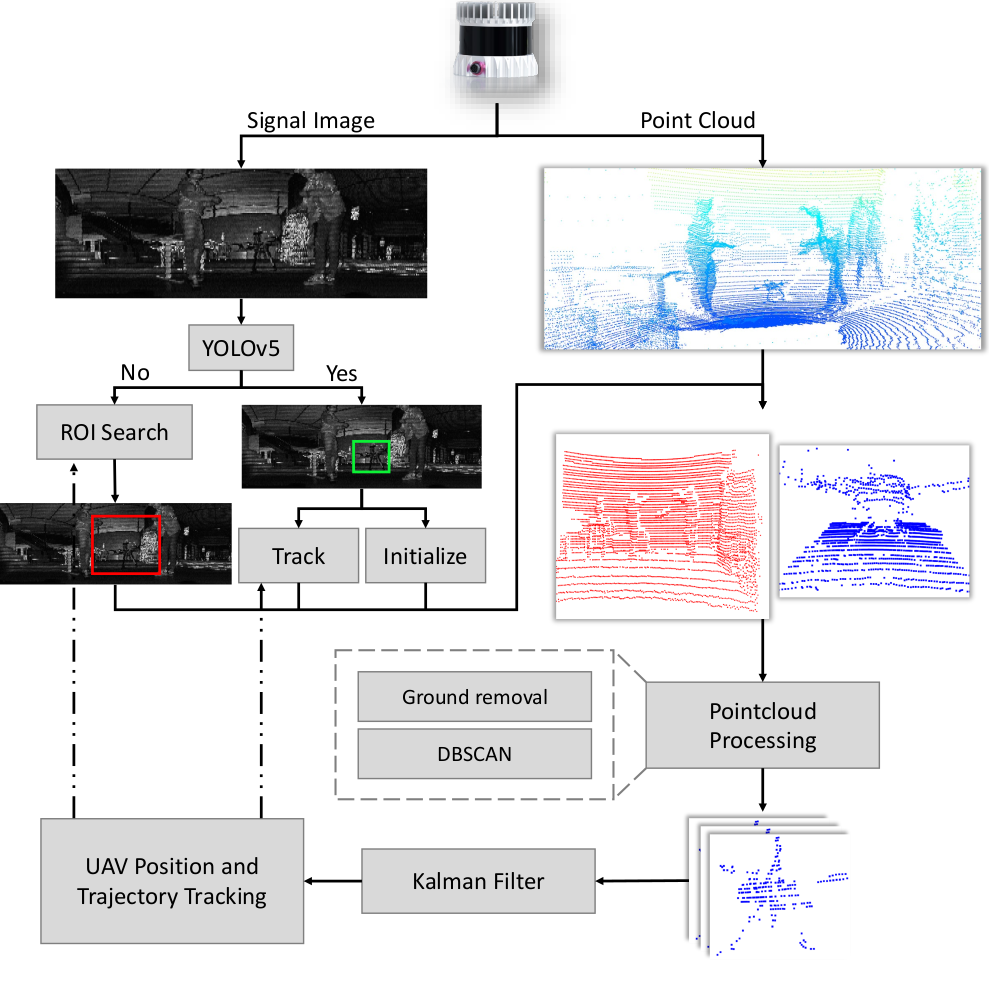 Signal Image
Point Cloud
YOLOv5
No
Yes
ROI Search
Track
Initialize
Ground removal
DBSCAN
Pointcloud
Processing
UAV Position and
Trajectory Tracking
Kalman Filter